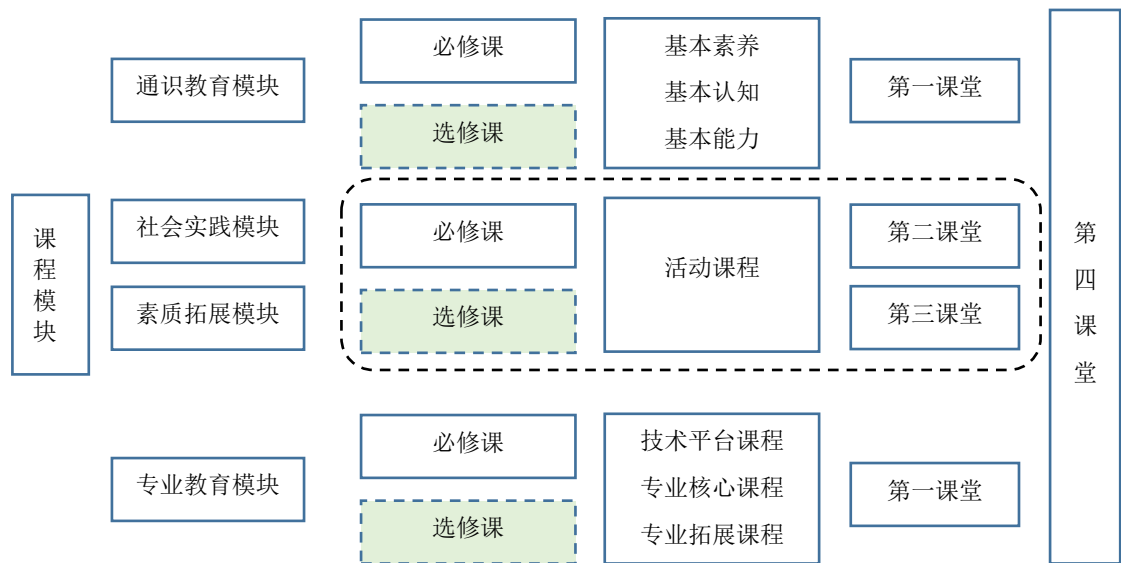 课程模块
通识教育模块
必修课
选修课
基本素养
基本认知
基本能力
第一课堂
社会实践模块
素质拓展模块
必修课
选修课
活动课程
第二课堂
第三课堂
专业教育模块
必修课
选修课
技术平台课程
专业核心课程
专业拓展课程
第一课堂
第四课堂